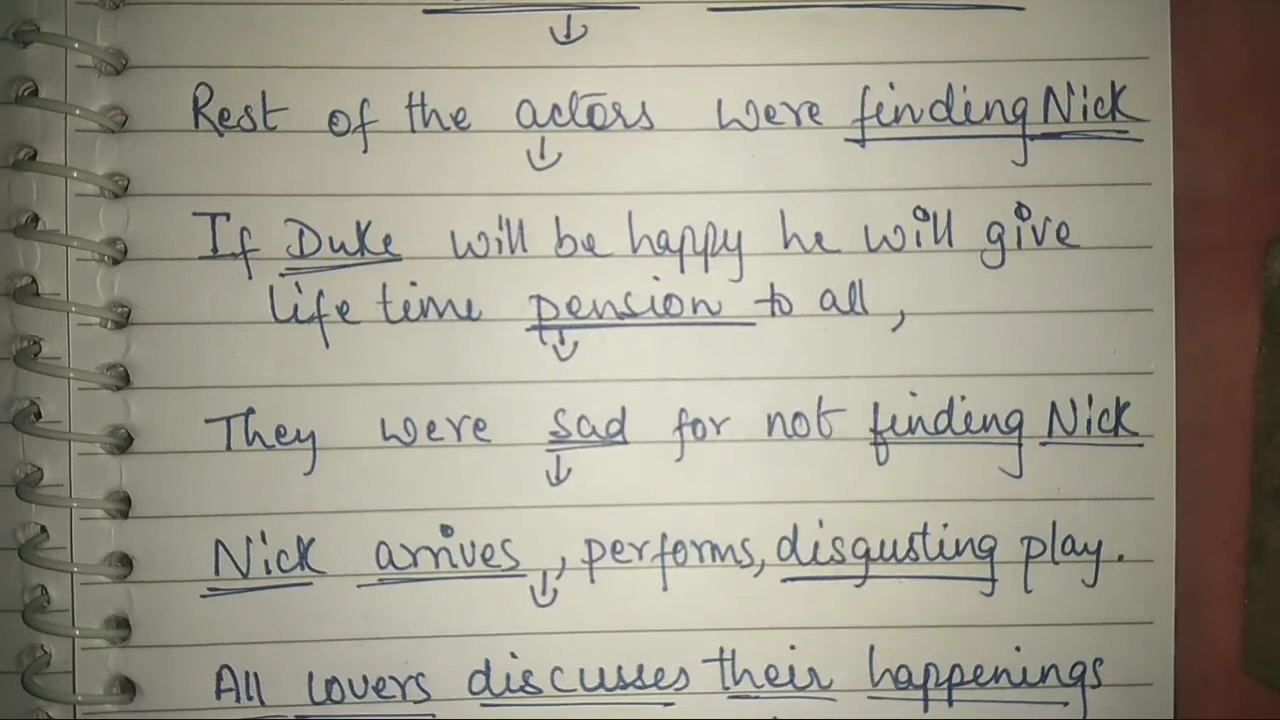 Rest of the actors were finding Nick
If Duke will be happy he will give
life time pension to all,
They were sad for not finding Nick
Nick arrives, performs, disgusting play.
All lovers discusses their happenings